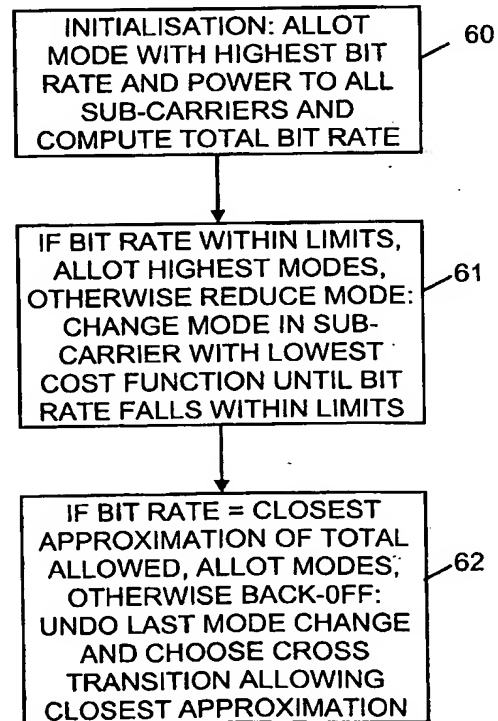 INITIALISATION: ALLOT
MODE WITH HIGHEST BIT
RATE AND POWER TO ALL
SUB-CARRIERS AND
COMPUTE TOTAL BIT RATE
60
IF BIT RATE WITHIN LIMITS,
ALLOT HIGHEST MODES,
OTHERWISE REDUCE MODE:
CHANGE MODE IN SUB-
CARRIER WITH LOWEST
COST FUNCTION UNTIL BIT
RATE FALLS WITHIN LIMITS
61
IF BIT RATE = CLOSEST
APPROXIMATION OF TOTAL
ALLOWED, ALLOT MODES,
OTHERWISE BACK-OFF:
UNDO LAST MODE CHANGE
AND CHOOSE CROSS
TRANSITION ALLOWING
CLOSEST APPROXIMATION
62